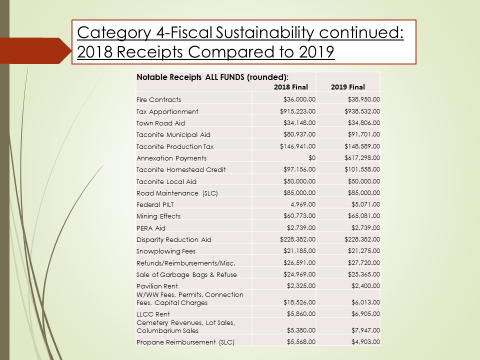 Category 4-Fiscal Sustainability continued:
2018 Receipts Compared to 2019
Notable Receipts ALL FUNDS (rounded):
2018 Final 2019 Final
Fire Contracts $36,000.00 $38,950.00
Tax Apportionment $915,223.00 $938,532.00
Town Road Aid $34,148.00 $34,806.00
Taconite Municipal Aid $80,937.00 $91,701.00
Taconite Production Tax $146,941.00 $148,589.00
Annexation Payments $0 $617,298.00
Taconite Homestead Credit $97,156.00 $101,558.00
Taconite Local Aid $50,000.00 $50,000.00
Road Maintenance (SLC) $85,000.00 $85,000.00
Federal PILT 4,969.00 $5,071.00
Mining Effects $60,773.00 $65,081.00
PERA Aid $2,739.00 $2,739.00
Disparity Reduction Aid $228,382.00 $228,382.00
Snowplowing Fees $21,185.00 $21,275.00
Refunds/Reimbursements/Misc. $26,591.00 $27,720.00
Sale of Garbage Bags & Refuse $24,969.00 $25,365.00
Pavilion Rent $2,325.00 $2,400.00
W/WW Fees, Permits, Connection
Fees, Capital Charges $18,526.00 $6,013.00
LLCC Rent $5,860.00 $6,905.00
Cemetery Revenues, Lot Sales,
Columbarium Sales $5,380.00 $7,947.00
Propane Reimbursement (SLC) $5,568.00 $4,903.00